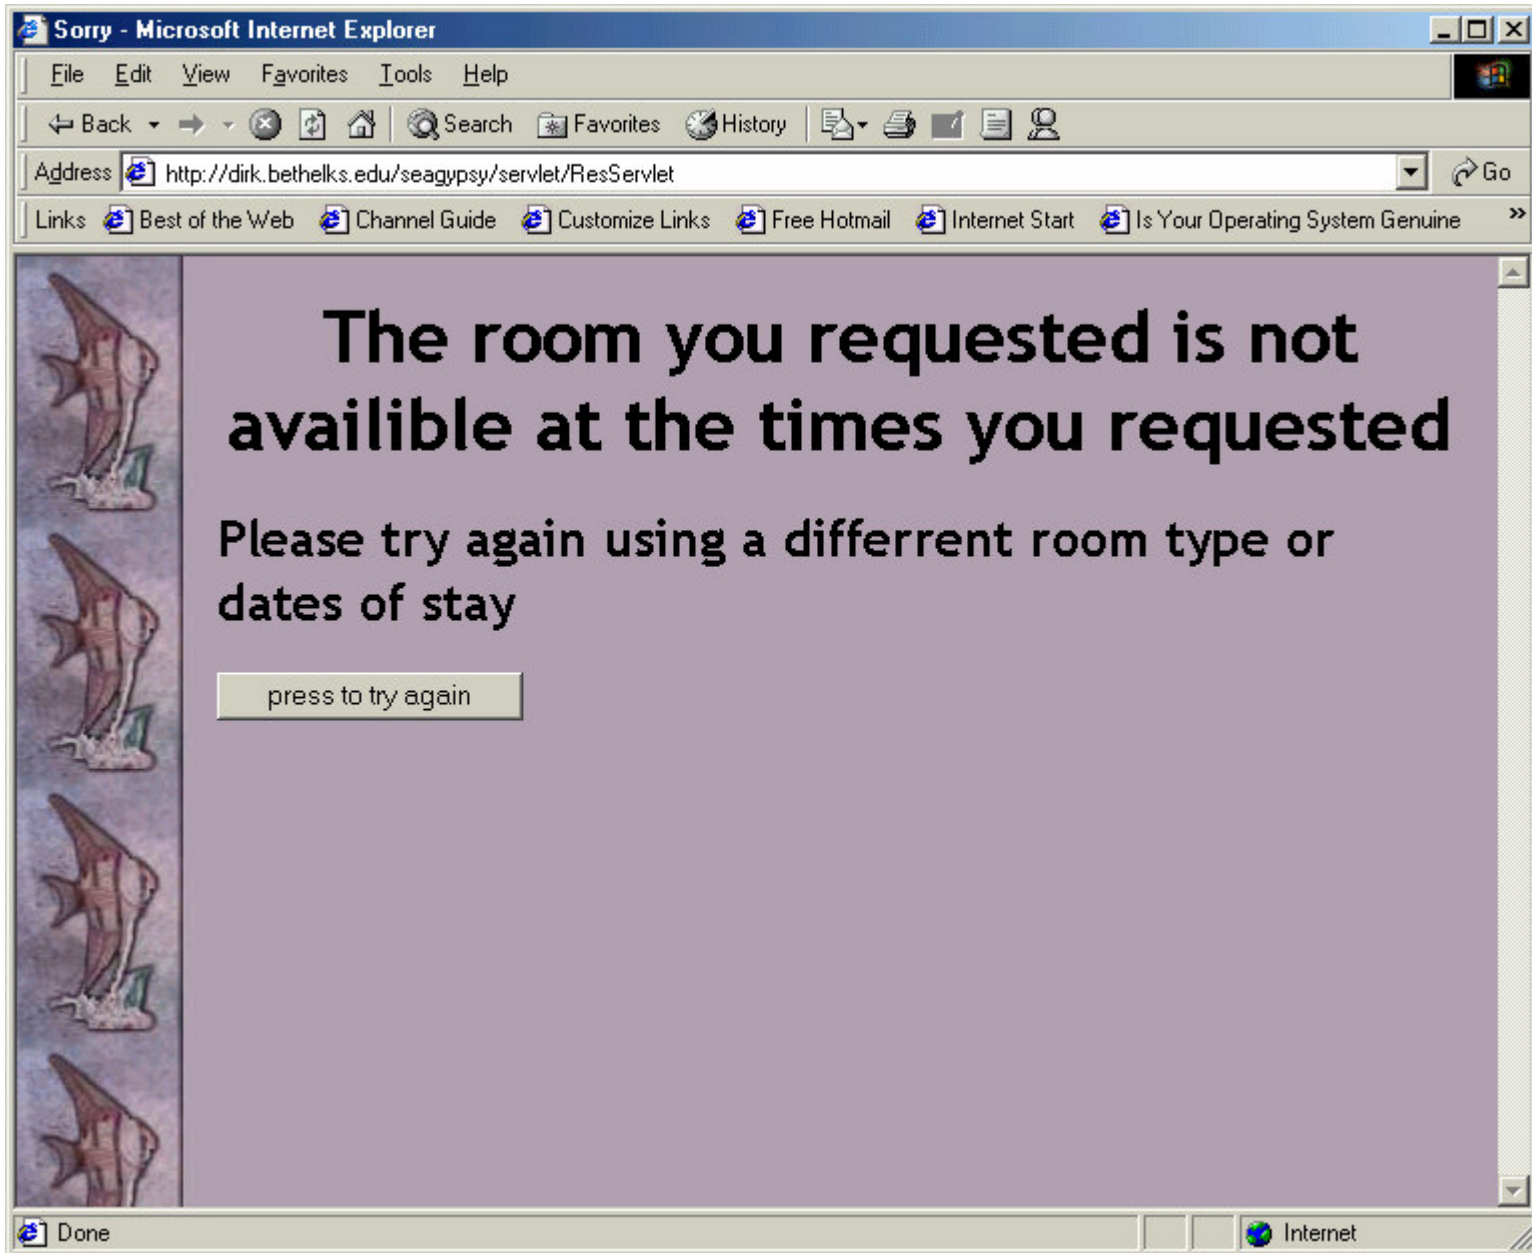 Sorry - Microsoft Internet Explorer
File Edit View Favorites Tools Help
Back Search Favorites History
Address http://dirk.bethelks.edu/seagypsy/servlet/ResServlet Go
Links Best of the Web Channel Guide Customize Links Free Hotmail Internet Start Is Your Operating System Genuine »
The room you requested is not
availible at the times you requested
Please try again using a differrent room type or
dates of stay
press to try again
Done Internet